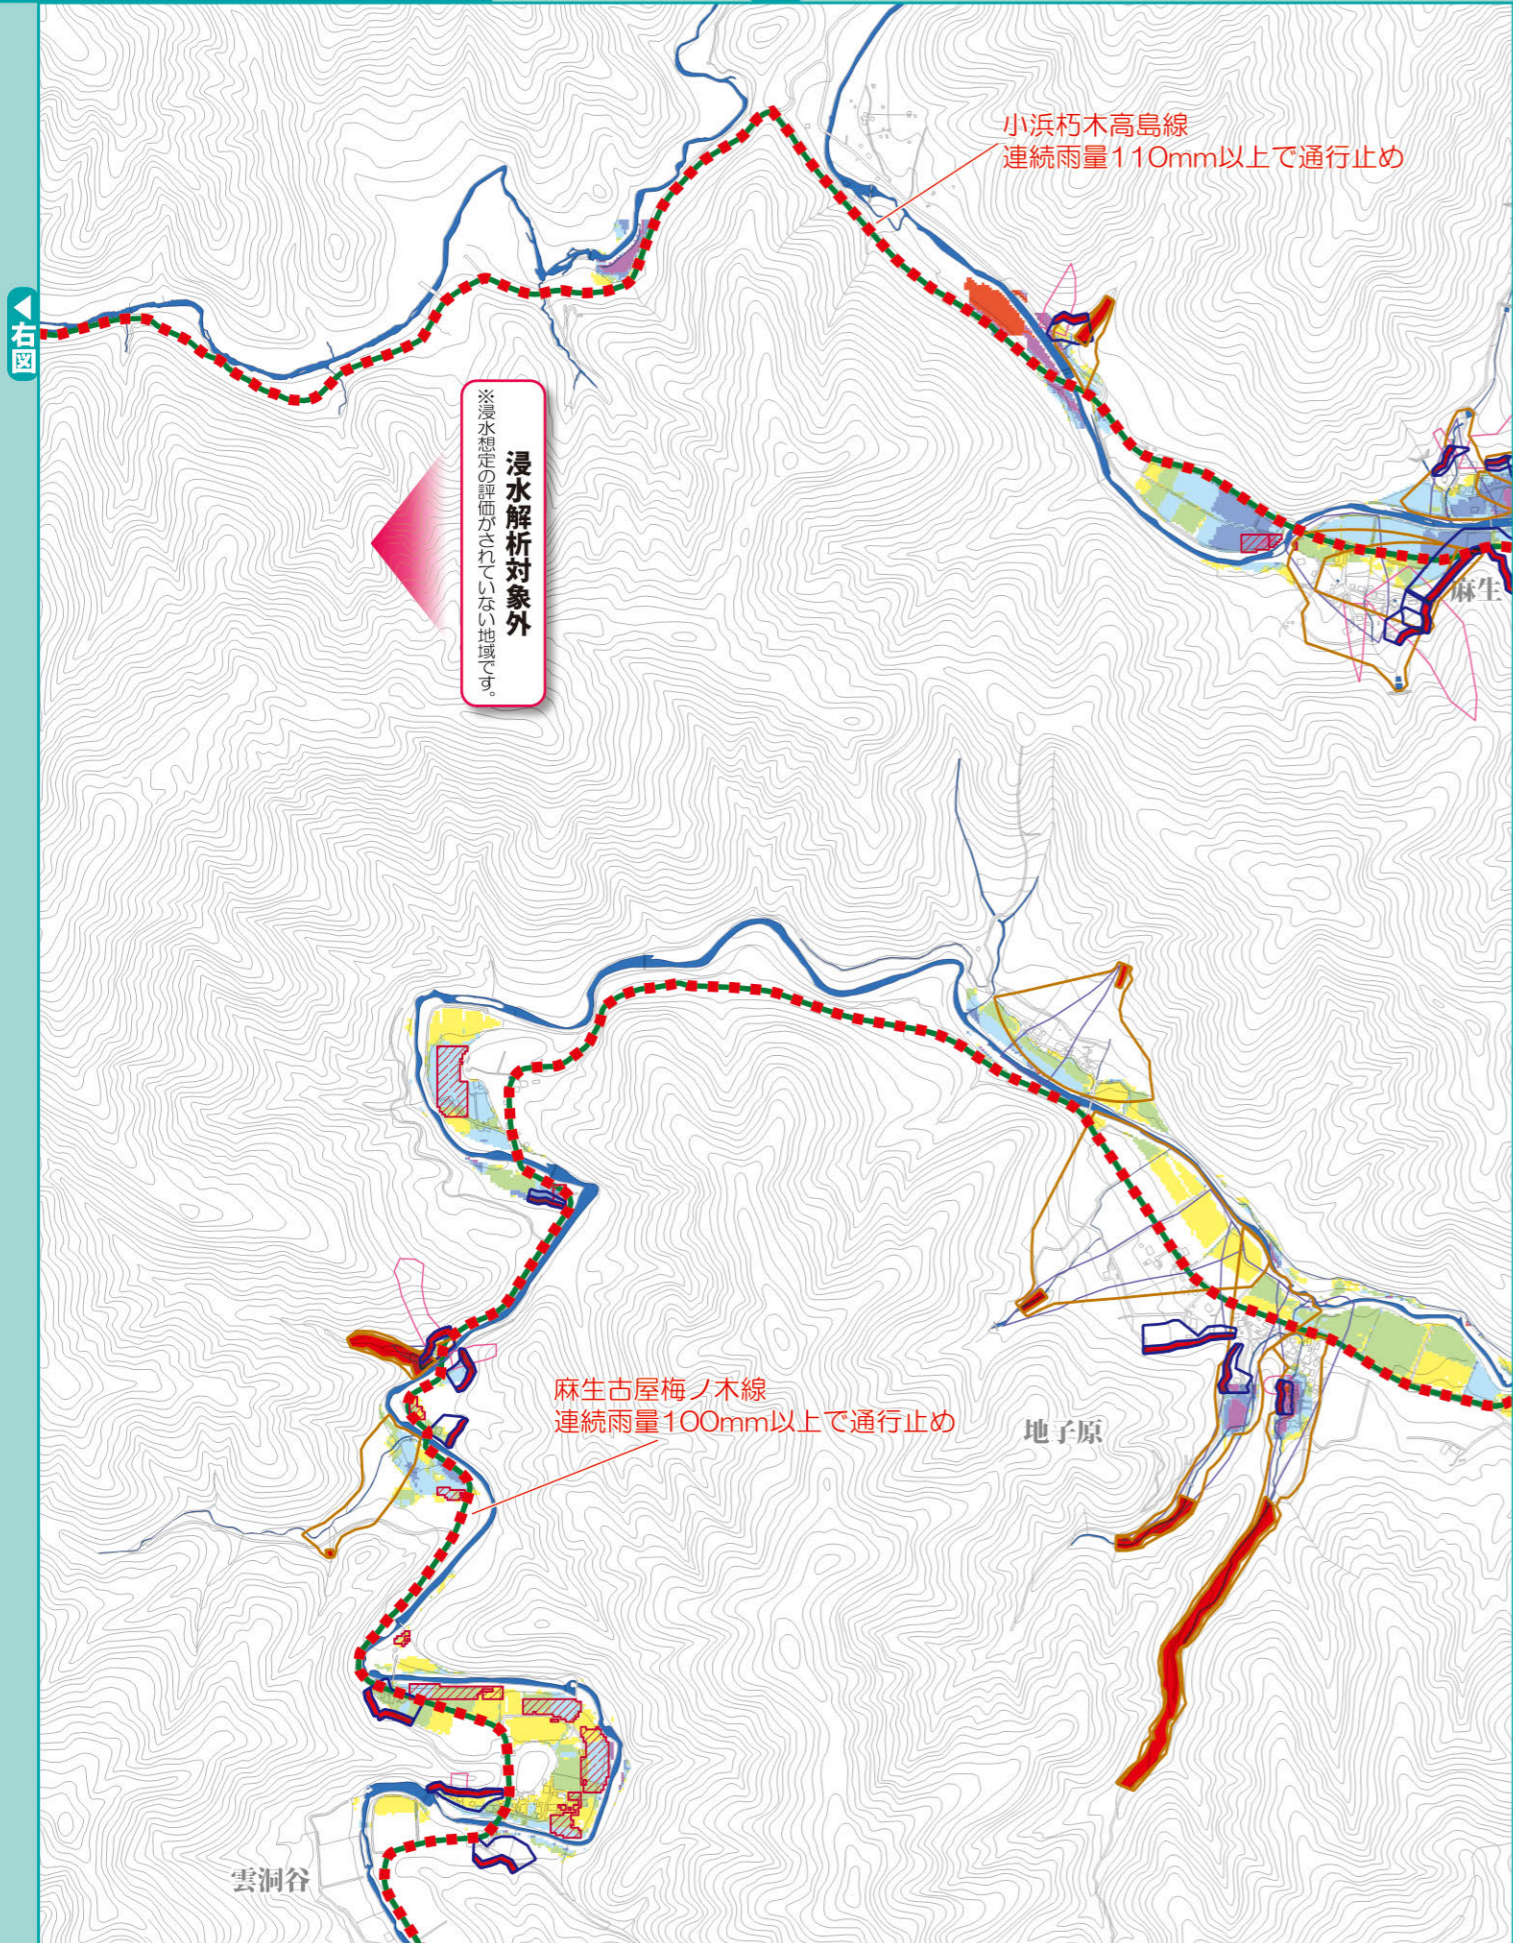 小浜朽木高島線
連続雨量110mm以上で通行止め
◀右図
浸水解析対象外
※浸水想定の評価がされていない地域です。
麻生
麻生古屋梅ノ木線
連続雨量100mm以上で通行止め
地子原
雲洞谷